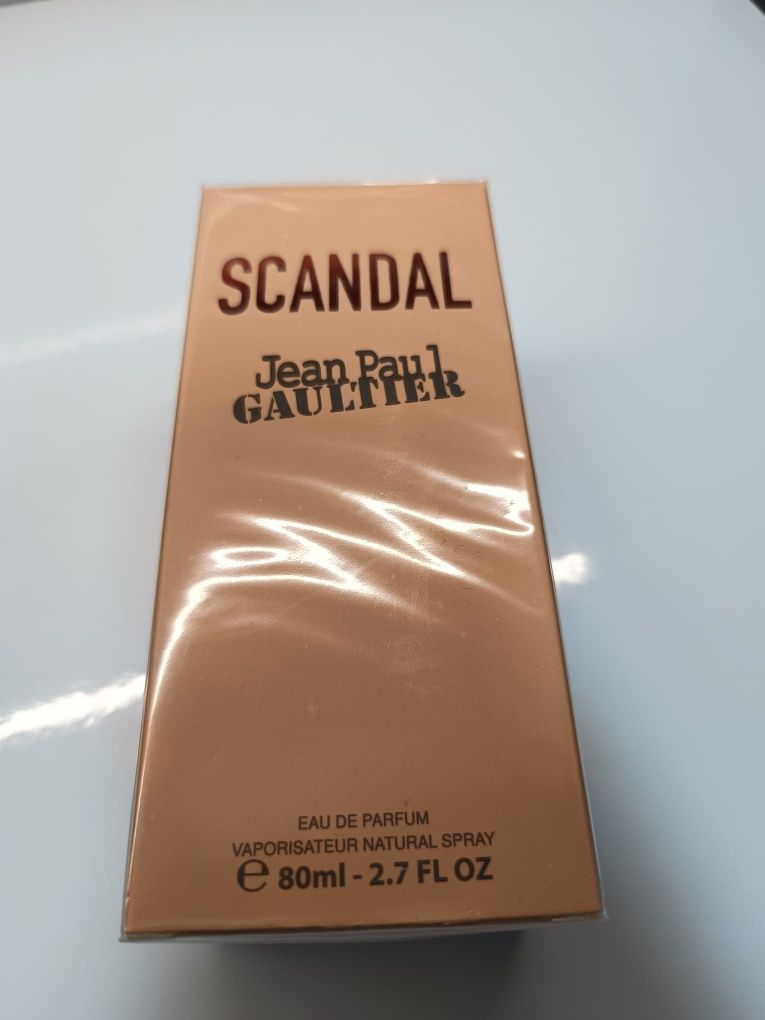 SCANDAL
Jean Paul
GAULTIER
EAU DE PARFUM
VAPORISATEUR NATURAL SPRAY
℮ 80ml - 2.7 FL OZ